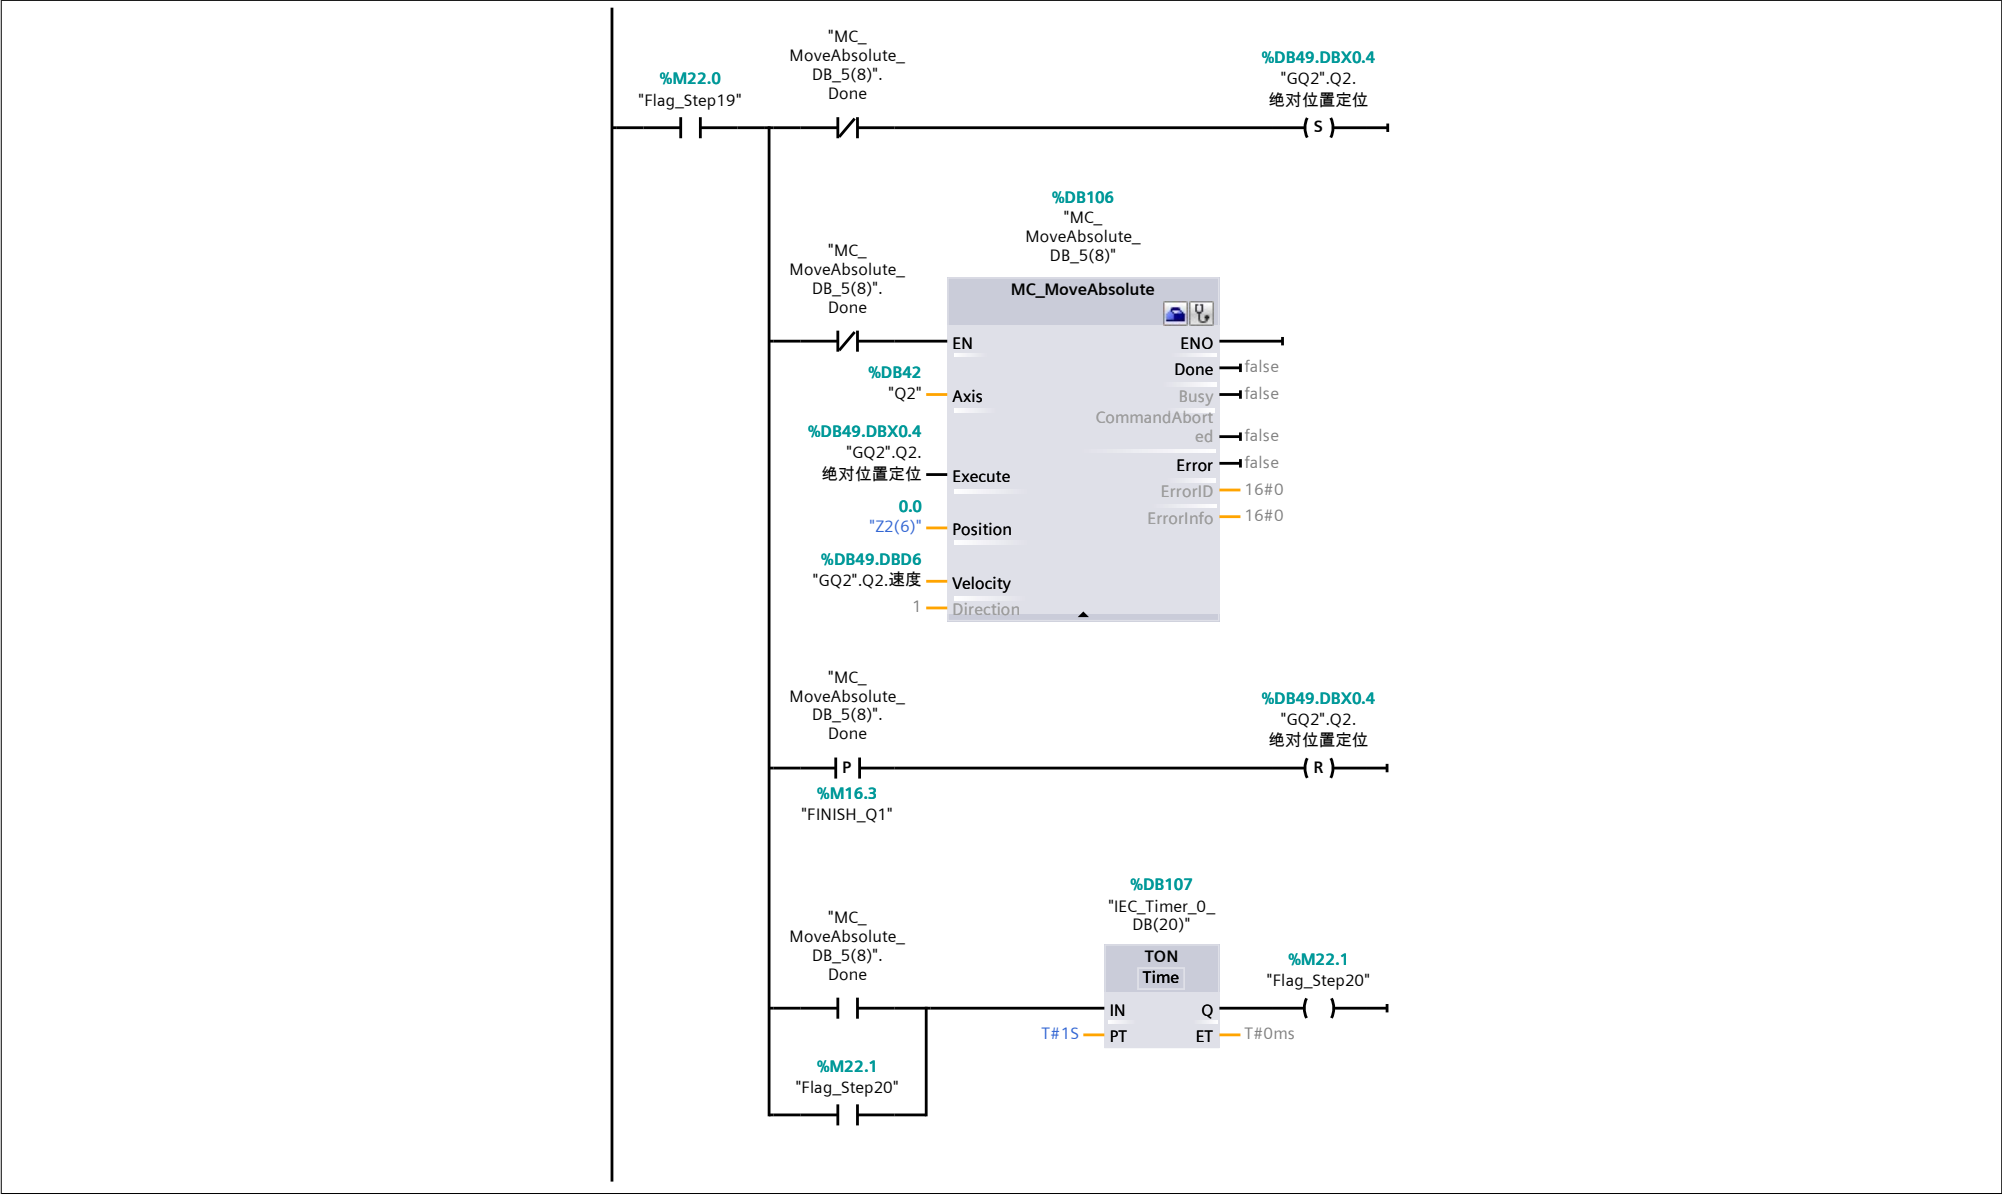 %M22.0
"Flag_Step19"
"MC_
MoveAbsolute_
DB_5(8)".
Done
%DB49.DBX0.4
"GQ2".Q2.
绝对位置定位
S
%DB106
"MC_
MoveAbsolute_
DB_5(8)"
"MC_
MoveAbsolute_
DB_5(8)".
Done
MC_MoveAbsolute
EN
ENO
%DB42
"Q2"
Axis
%DB49.DBX0.4
"GQ2".Q2.
绝对位置定位
Execute
0.0
"Z2(6)"
Position
%DB49.DBD6
"GQ2".Q2.速度
Velocity
1
Direction
Done
false
Busy
false
CommandAbort
ed
false
Error
false
ErrorID
16#0
ErrorInfo
16#0
"MC_
MoveAbsolute_
DB_5(8)".
Done
P
%M16.3
"FINISH_Q1"
%DB49.DBX0.4
"GQ2".Q2.
绝对位置定位
R
"MC_
MoveAbsolute_
DB_5(8)".
Done
%DB107
"IEC_Timer_0_
DB(20)"
TON
Time
IN
Q
T#1S
PT
ET
T#0ms
%M22.1
"Flag_Step20"
%M22.1
"Flag_Step20"